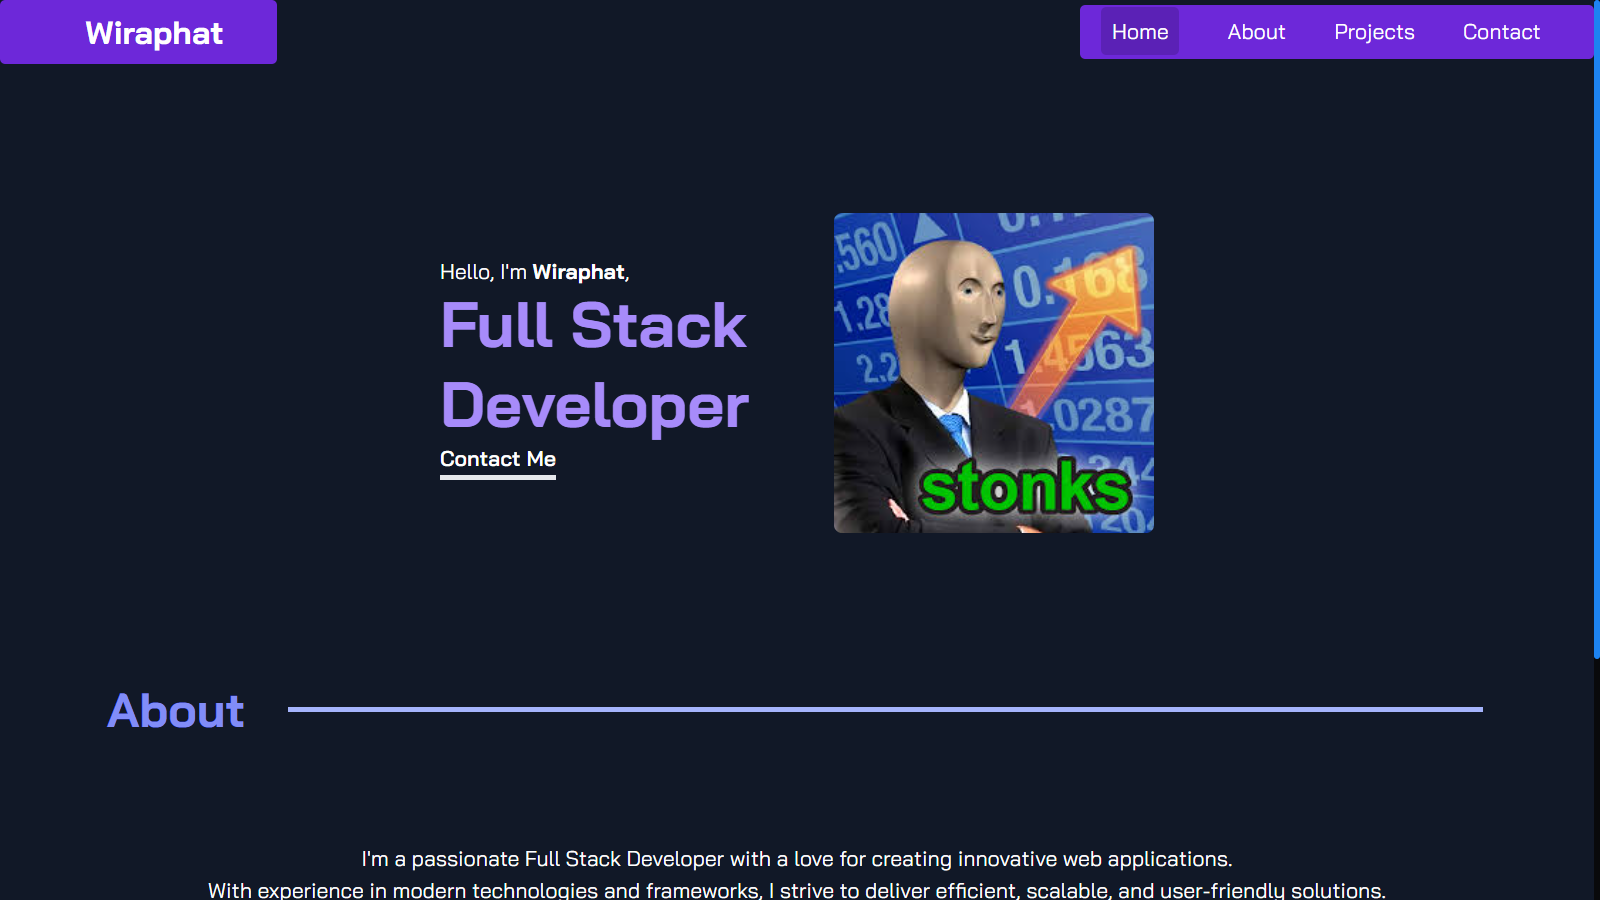 Wiraphat
Home About Projects Contact
Hello, I'm Wiraphat,
Full Stack
Developer
Contact Me
.560
0.168
1.28
2.2
1.4563
.0287
stonks
About
I'm a passionate Full Stack Developer with a love for creating innovative web applications.
With experience in modern technologies and frameworks, I strive to deliver efficient, scalable, and user-friendly solutions.